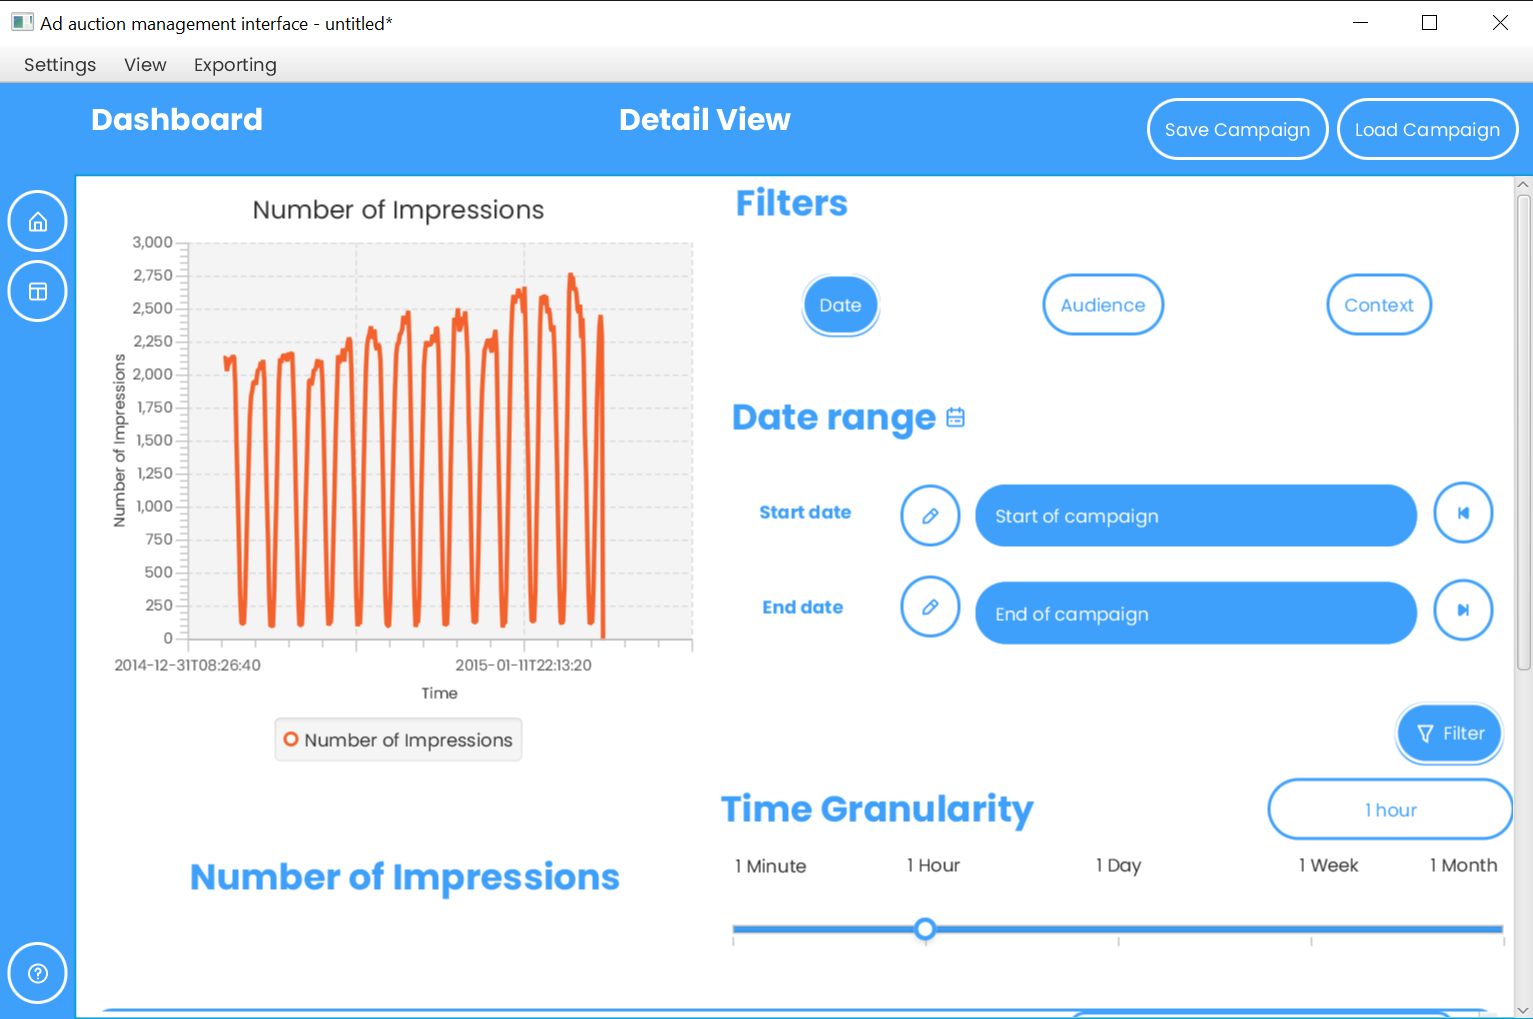 Ad auction management interface - untitled*
Settings View Exporting
Dashboard
Detail View
Save Campaign
Load Campaign
Number of Impressions
3,000
2,750
2,500
2,250
2,000
1,750
1,500
1,250
1,000
750
500
250
0
Number of Impressions
2014-12-31T08:26:40
2015-01-11T22:13:20
Time
Number of Impressions
Number of Impressions
Filters
Date
Audience
Context
Date range
Start date
Start of campaign
End date
End of campaign
Filter
Time Granularity
1 hour
1 Minute
1 Hour
1 Day
1 Week
1 Month